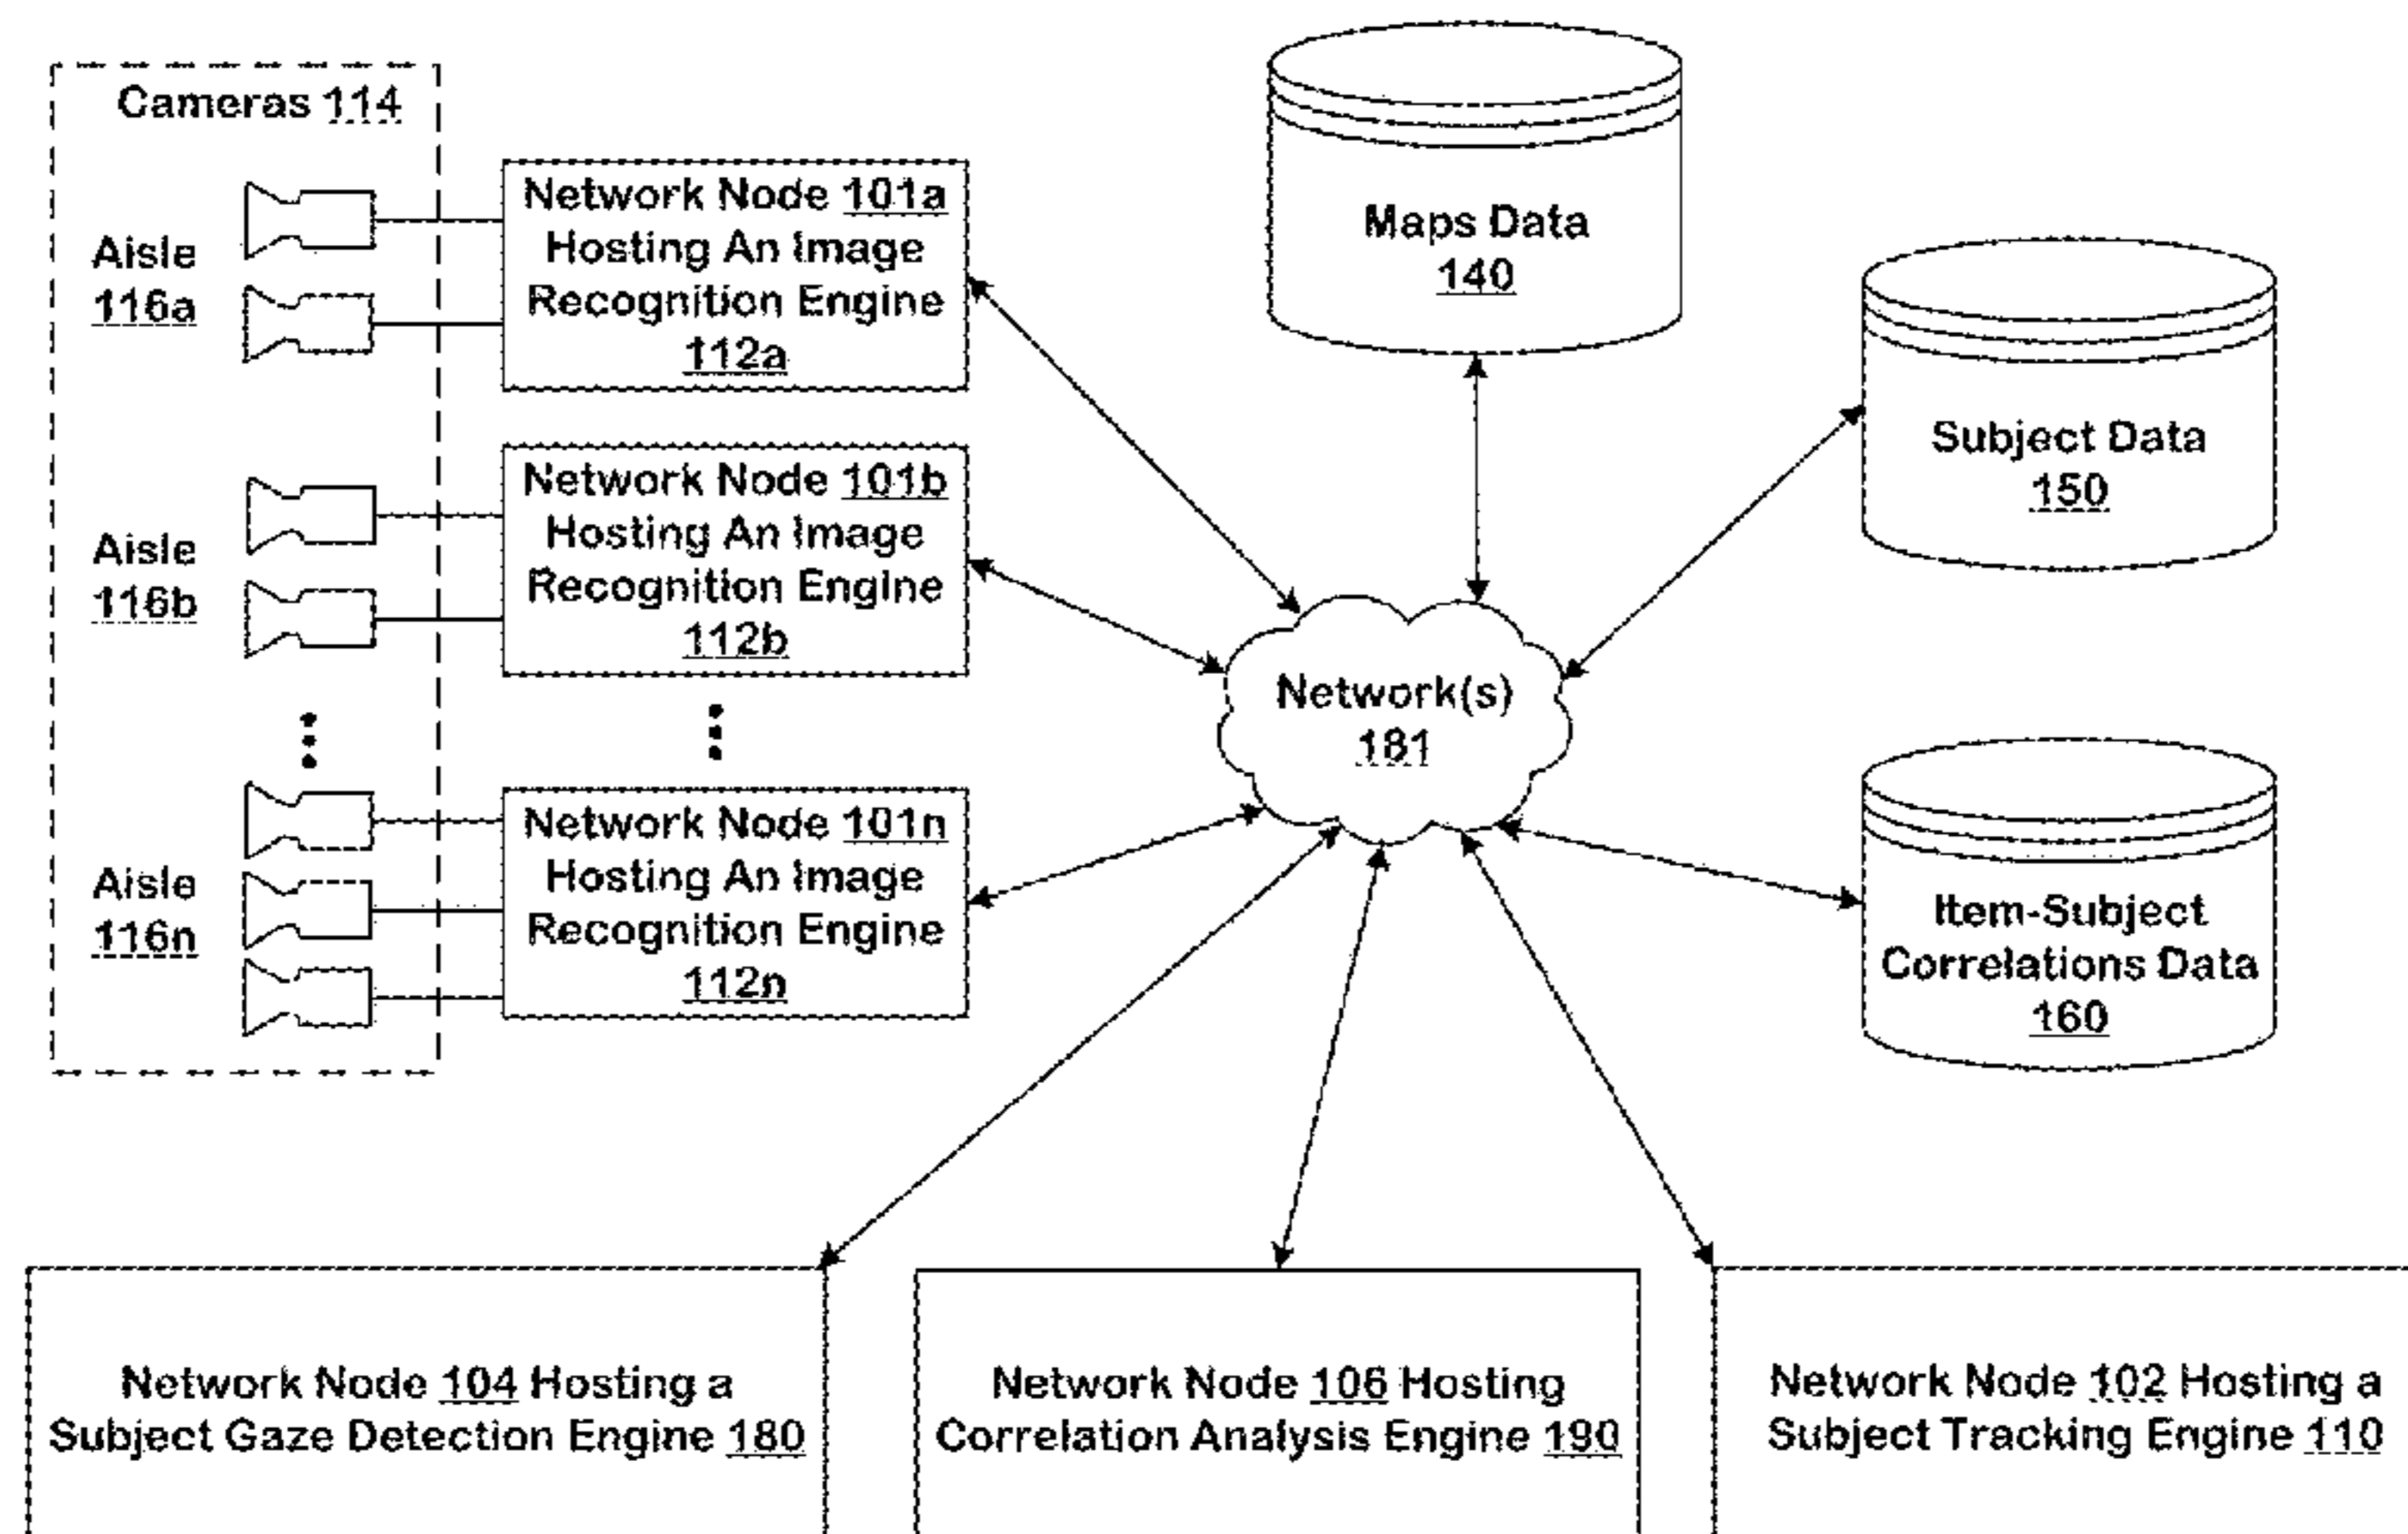 Cameras 114
Aisle
116a
Network Node 101a
Hosting An Image
Recognition Engine
112a
Aisle
116b
Network Node 101b
Hosting An Image
Recognition Engine
112b
Aisle
116n
Network Node 101n
Hosting An Image
Recognition Engine
112n
Maps Data
140
Subject Data
150
Network(s)
181
Item-Subject
Correlations Data
160
Network Node 104 Hosting a
Subject Gaze Detection Engine 180
Network Node 106 Hosting
Correlation Analysis Engine 190
Network Node 102 Hosting a
Subject Tracking Engine 110